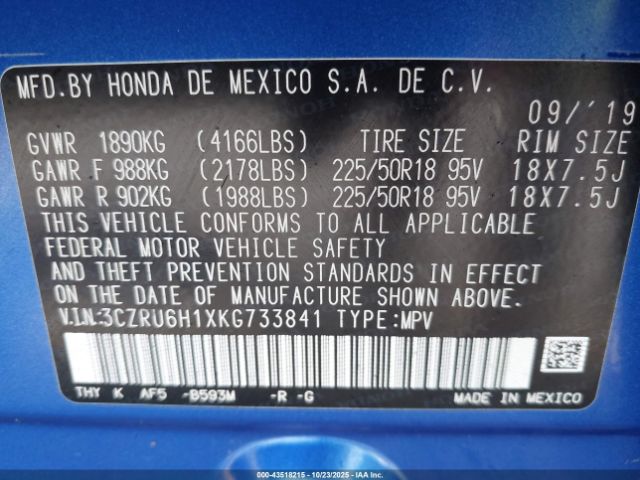 MFD.BY HONDA DE MEXICO S.A. DE C.V.
09/'19
GVWR 1890KG (4166LBS) TIRE SIZE RIM SIZE
GAWR F 988KG (2178LBS) 225/50R18 95V 18X7.5J
GAWR R 902KG (1988LBS) 225/50R18 95V 18X7.5J
THIS VEHICLE CONFORMS TO ALL APPLICABLE
FEDERAL MOTOR VEHICLE SAFETY
AND THEFT PREVENTION STANDARDS IN EFFECT
ON THE DATE OF MANUFACTURE SHOWN ABOVE.
V.I.N:3CZRU6H1XKG733841 TYPE:MPV
THY K AF5 -B593M -R -G MADE IN MEXICO
000-43518215 - 10/23/2025 - IAAI.COM